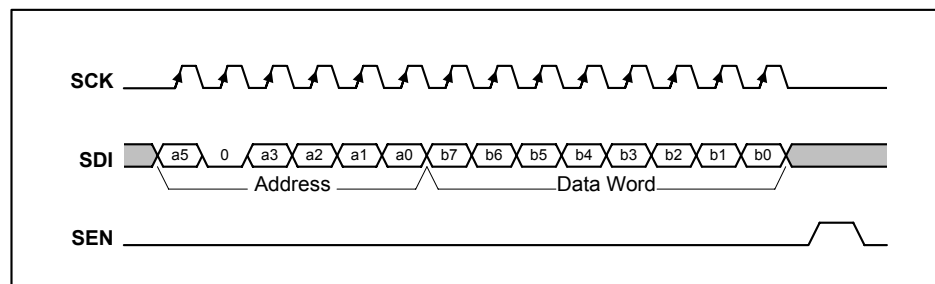 SCK
SDI a5 0 a3 a2 a1 a0 b7 b6 b5 b4 b3 b2 b1 b0
Address Data Word
SEN